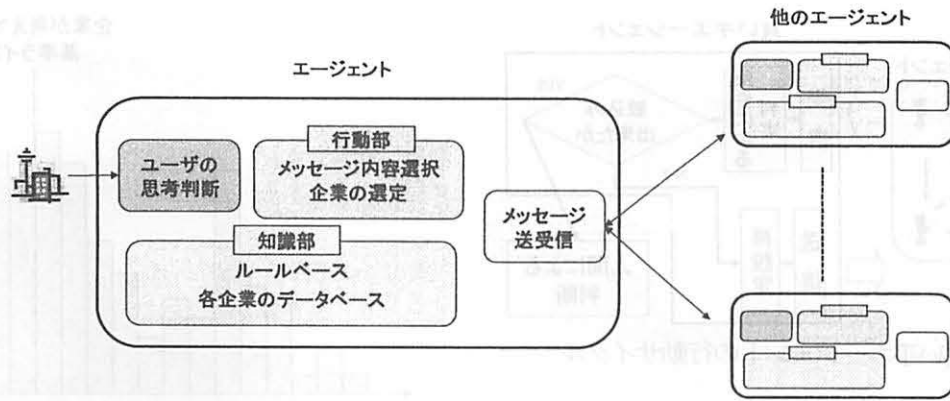 他のエージェント
エージェント
ユーザの
思考判断
行動部
メッセージ内容選択
企業の選定
メッセージ
送受信
知識部
ルールベース
各企業のデータベース